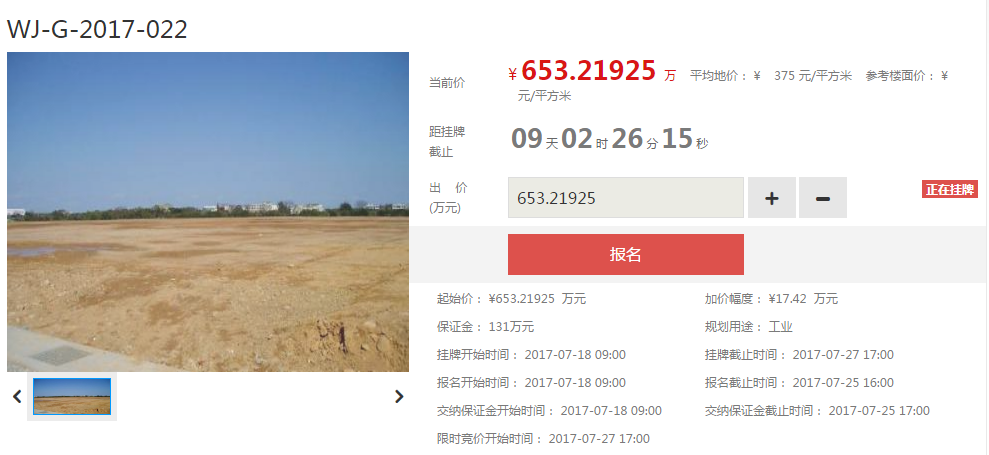 WJ-G-2017-022
当前价
¥ 653.21925 万 平均地价： ¥ 375 元/平方米 参考楼面价： ¥
元/平方米
距挂牌
截止
09 天 02 时 26 分 15 秒
出 价
(万元)
653.21925
+ -
正在挂牌
报名
起始价： ¥653.21925 万元 加价幅度： ¥17.42 万元
保证金： 131万元 规划用途： 工业
挂牌开始时间： 2017-07-18 09:00 挂牌截止时间： 2017-07-27 17:00
报名开始时间： 2017-07-18 09:00 报名截止时间： 2017-07-25 16:00
交纳保证金开始时间： 2017-07-18 09:00 交纳保证金截止时间： 2017-07-25 17:00
限时竞价开始时间： 2017-07-27 17:00